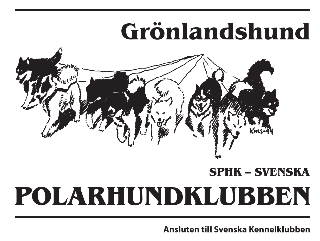 Grönlandshund
SPHK – SVENSKA
POLARHUNDKLUBBEN
Ansluten till Svenska Kennelklubben